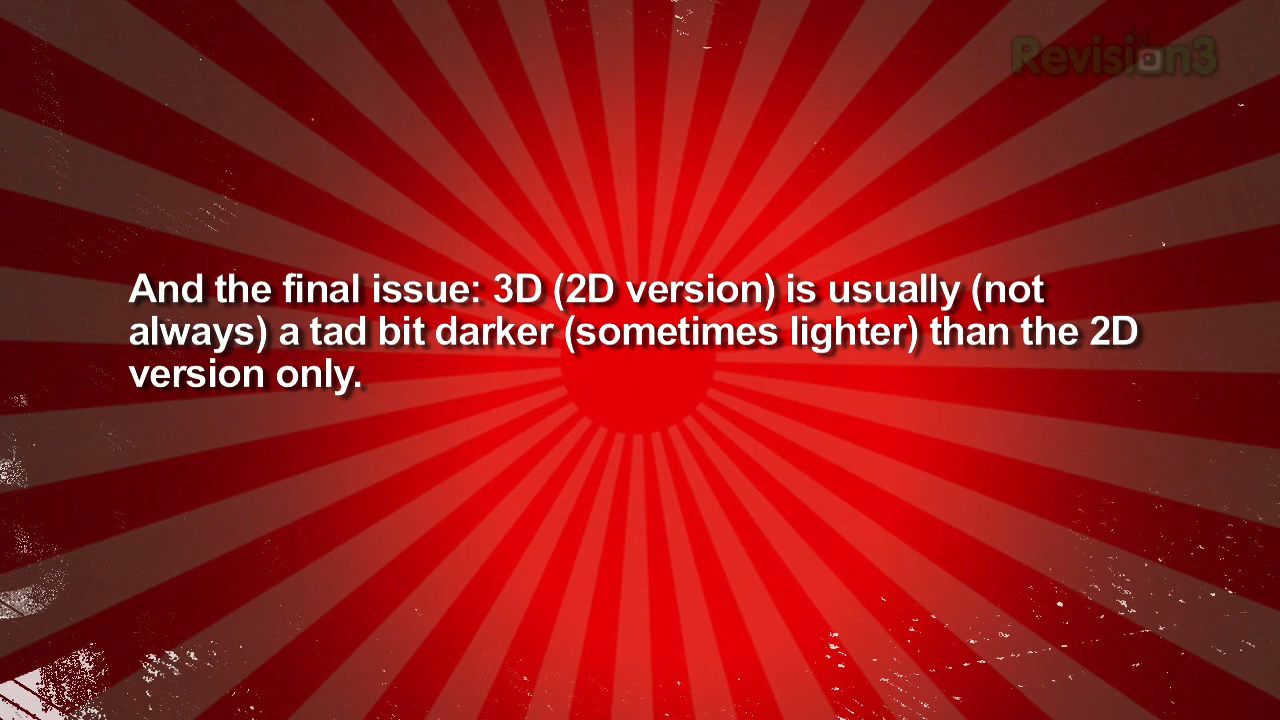 Revision3
And the final issue: 3D (2D version) is usually (not
always) a tad bit darker (sometimes lighter) than the 2D
version only.